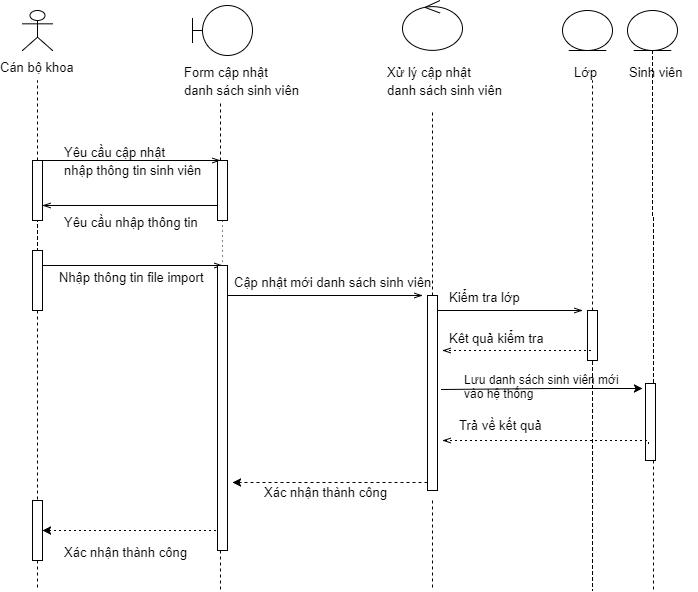 Cán bộ khoa
Form cập nhật
danh sách sinh viên
Xử lý cập nhật
danh sách sinh viên
Lớp
Sinh viên
Yêu cầu cập nhật
nhập thông tin sinh viên
Yêu cầu nhập thông tin
Nhập thông tin file import
Cập nhật mới danh sách sinh viên
Kiểm tra lớp
Kêt quả kiểm tra
Lưu danh sách sinh viên mới
vào hệ thống
Trả về kết quả
Xác nhận thành công
Xác nhận thành công